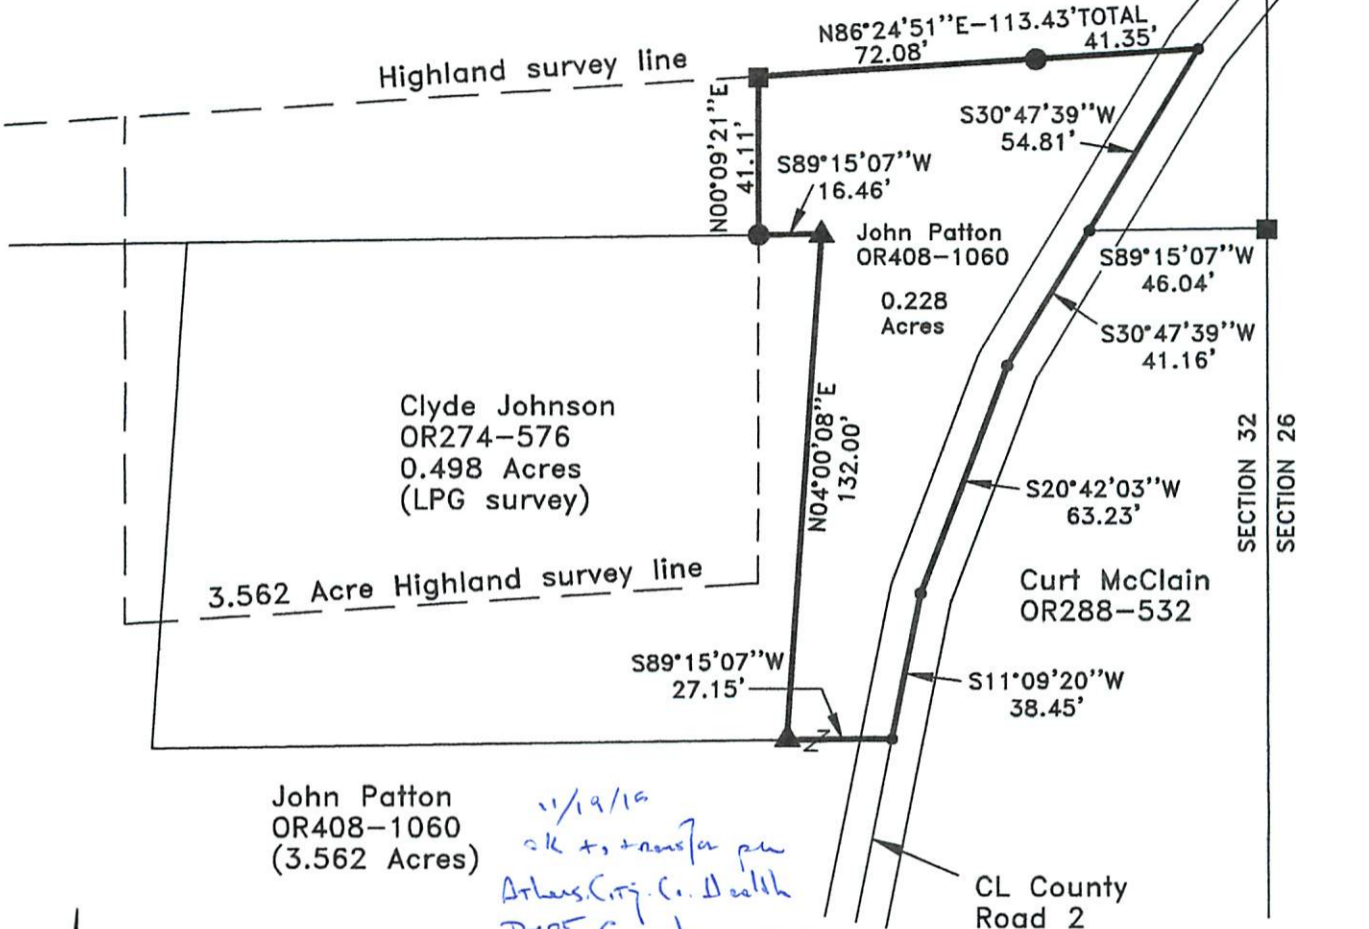 N86°24'51''E-113.43'TOTAL
72.08'
41.35'
Highland survey line
N00°09'21''E
41.11'
S89°15'07''W
16.46'
S30°47'39''W
54.81'
John Patton
OR408-1060
0.228
Acres
S89°15'07''W
46.04'
S30°47'39''W
41.16'
Clyde Johnson
OR274-576
0.498 Acres
(LPG survey)
N04°00'08''E
132.00'
SECTION 32
SECTION 26
S20°42'03''W
63.23'
3.562 Acre Highland survey line
Curt McClain
OR288-532
S89°15'07''W
27.15'
S11°09'20''W
38.45'
John Patton
OR408-1060
(3.562 Acres)
ok to transfer per
Athens City. Co. Health
CL County
Road 2